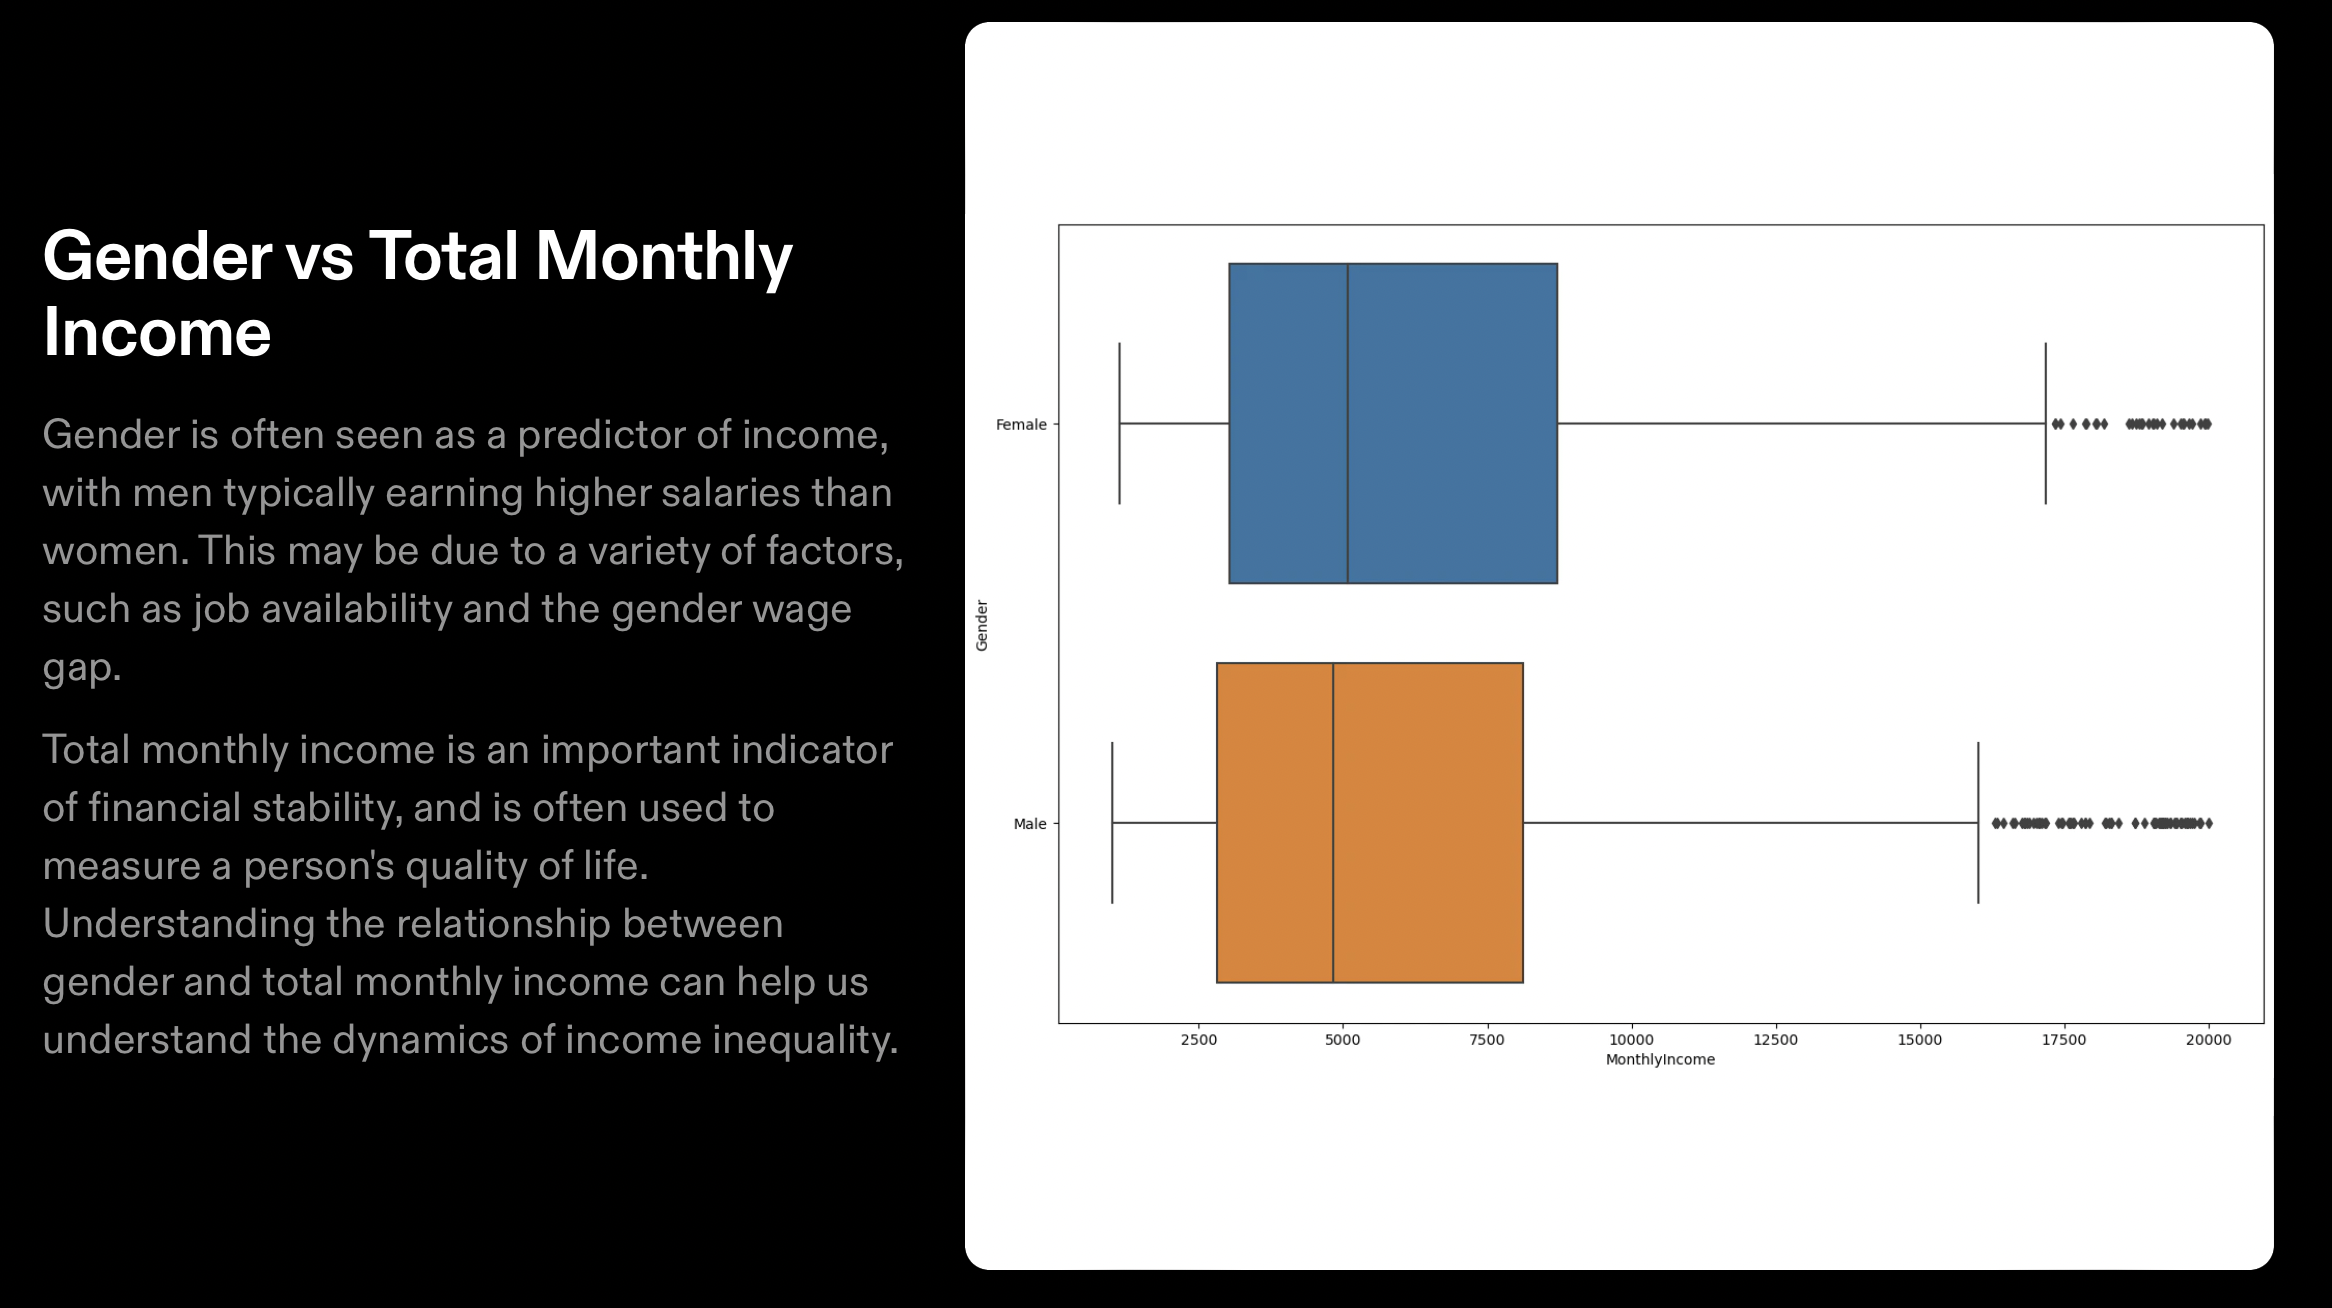 Gender vs Total Monthly
Income
Gender is often seen as a predictor of income,
with men typically earning higher salaries than
women. This may be due to a variety of factors,
such as job availability and the gender wage
gap.
Total monthly income is an important indicator
of financial stability, and is often used to
measure a person's quality of life.
Understanding the relationship between
gender and total monthly income can help us
understand the dynamics of income inequality.
Gender
Female
Male
2500 5000 7500 10000 12500 15000 17500 20000
MonthlyIncome